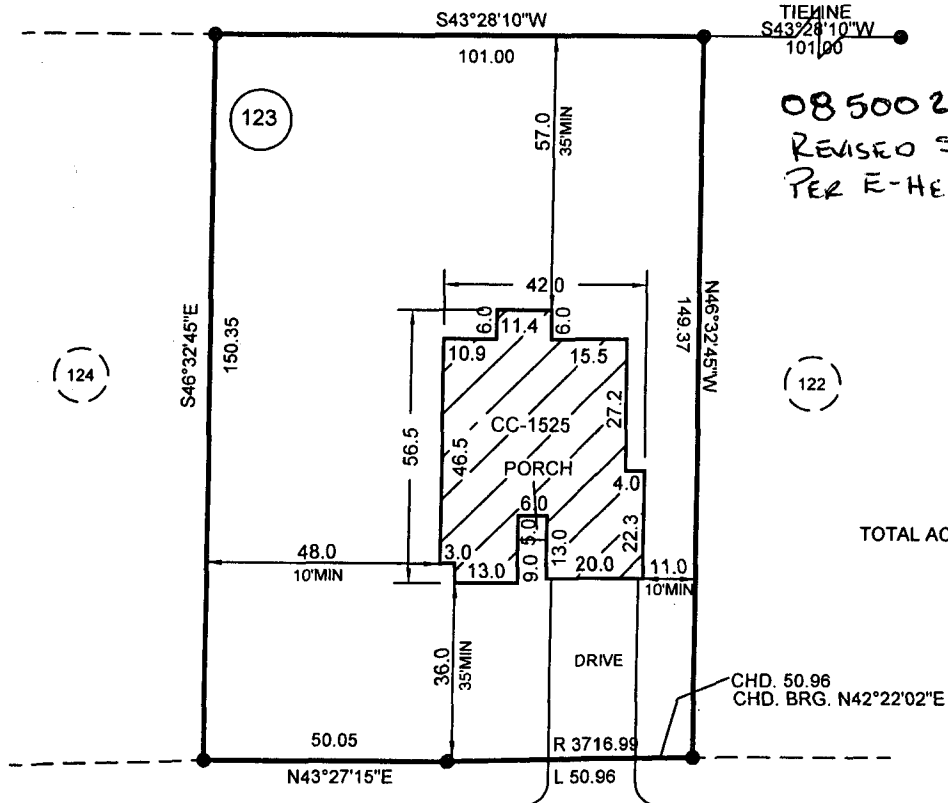 S43°28'10"W
101.00
TIELINE
S43°28'10"W
101.00
123
08 500 2
REVISED
PER E-HE
57.0
35'MIN
42.0
6.0
11.4
6.0
10.9
15.5
S46°32'45"E
150.35
N46°32'45"W
149.37
124
122
56.5
46.5
CC-1525
27.2
PORCH
4.0
6.0
5.0
13.0
22.3
TOTAL AC
48.0
10'MIN
3.0
13.0
9.0
20.0
11.0
10'MIN
36.0
35'MIN
DRIVE
CHD. 50.96
CHD. BRG. N42°22'02"E
50.05
N43°27'15"E
R 3716.99
L 50.96